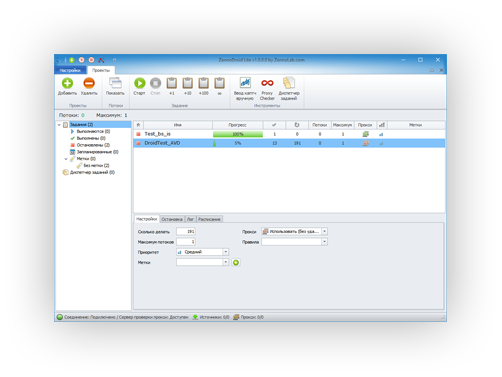 ZennoDroid Lite v1.0.0.0 by ZennoLab.com
Настройки Проекты
Добавить Удалить Показать Старт Стоп +1 +10 +100 ∞ Ввод капчи вручную Proxy Checker Диспетчер заданий
Проекты Потоки Задание Инструменты
Потоки: 0 Максимум: 1
Задания (2)
Выполняются (0)
Выполнены (0)
Остановлены (2)
Запланированные (0)
Метки (0)
Без метки (2)
Диспетчер заданий (0)
Имя Прогресс Потоки Максимум Прокси Метки
Test_bs_is 100% 1 0 0 1
DroidTest_AVD 5% 13 191 0 1
Настройки Остановка Лог Расписание
Сколько делать 191 Прокси Использовать (без уда...
Максимум потоков 1 Правила
Приоритет Средний
Метки
Соединение: Подключено / Сервер проверки прокси: Доступен Источники: 0/0 Прокси: 0/0